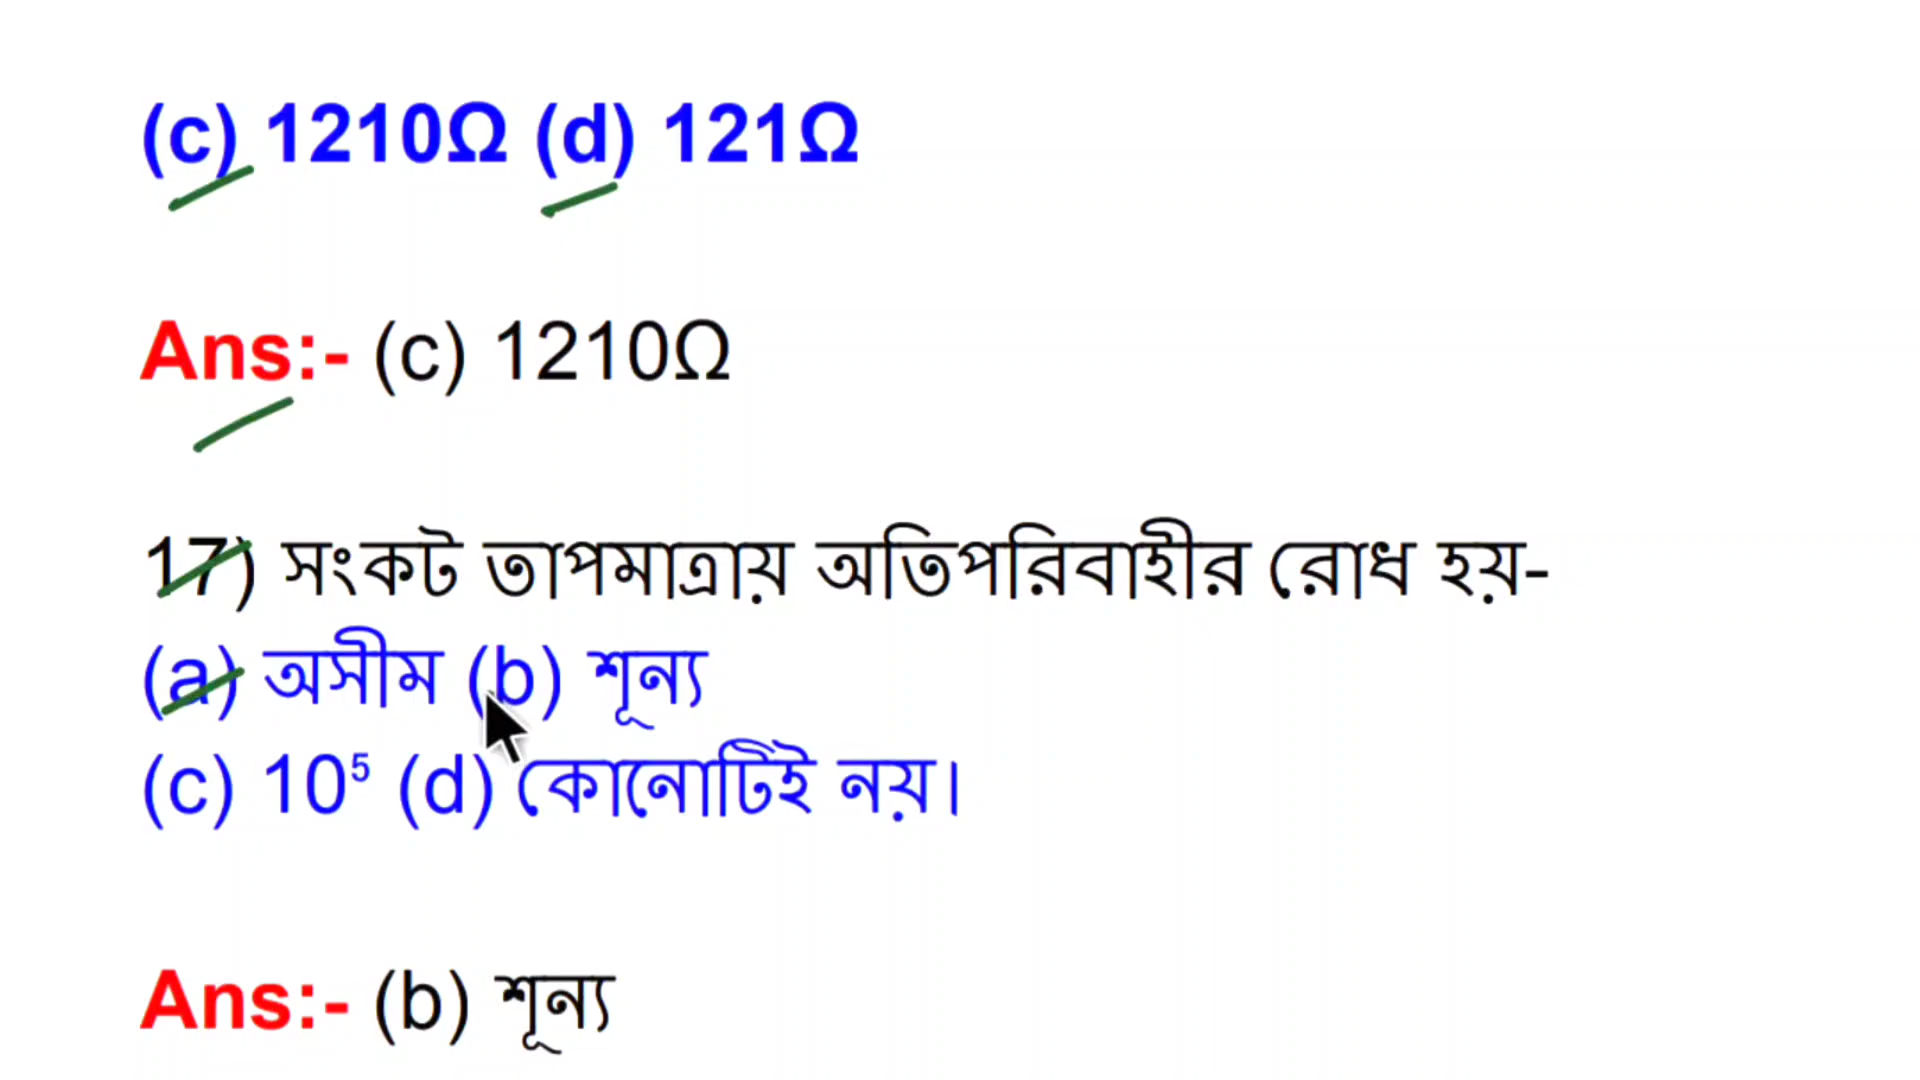 (c) 1210Ω (d) 121Ω
Ans:- (c) 1210Ω
17) সংকট তাপমাত্রায় অতিপরিবাহীর রোধ হয়-
(a) অসীম (b) শূন্য
(c) 10⁵ (d) কোনোটিই নয়।
Ans:- (b) শূন্য